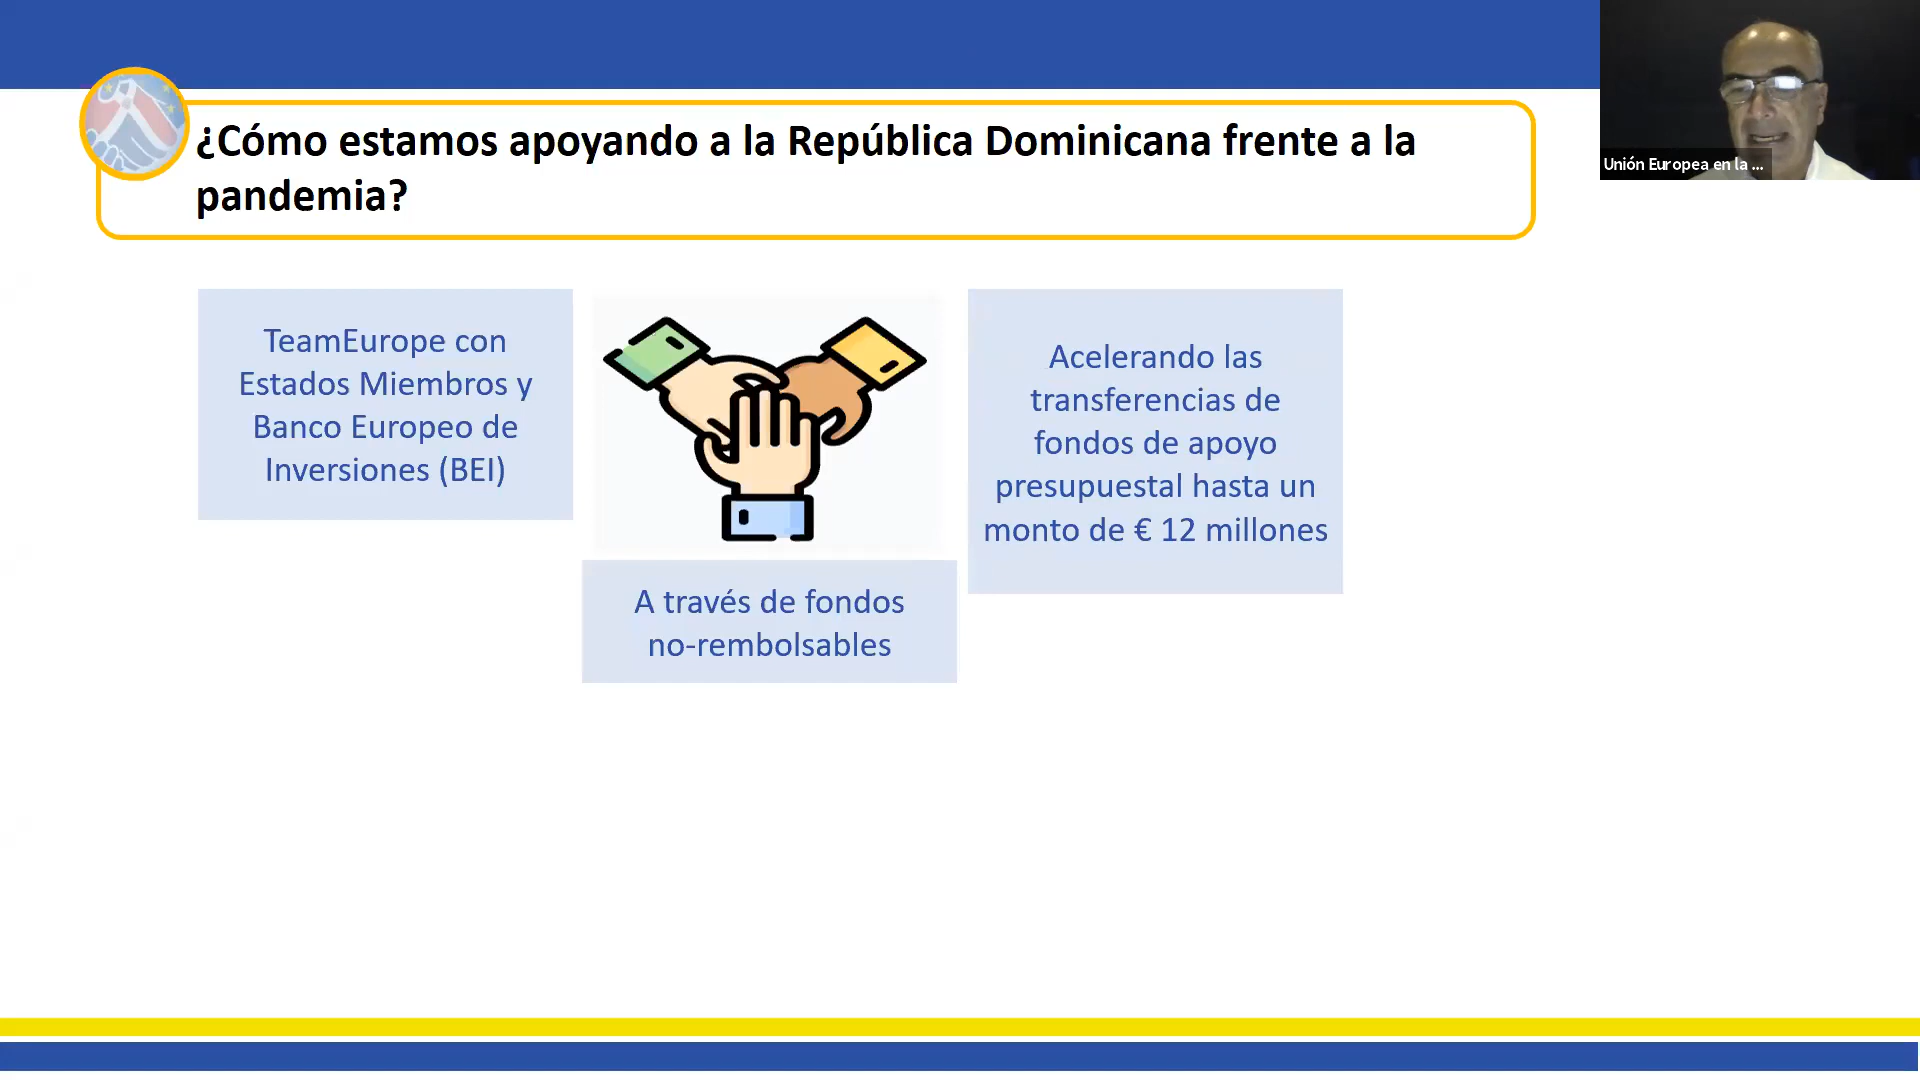 ¿Cómo estamos apoyando a la República Dominicana frente a la
pandemia?
Unión Europea en la ...
TeamEurope con
Estados Miembros y
Banco Europeo de
Inversiones (BEI)
A través de fondos
no-rembolsables
Acelerando las
transferencias de
fondos de apoyo
presupuestal hasta un
monto de € 12 millones